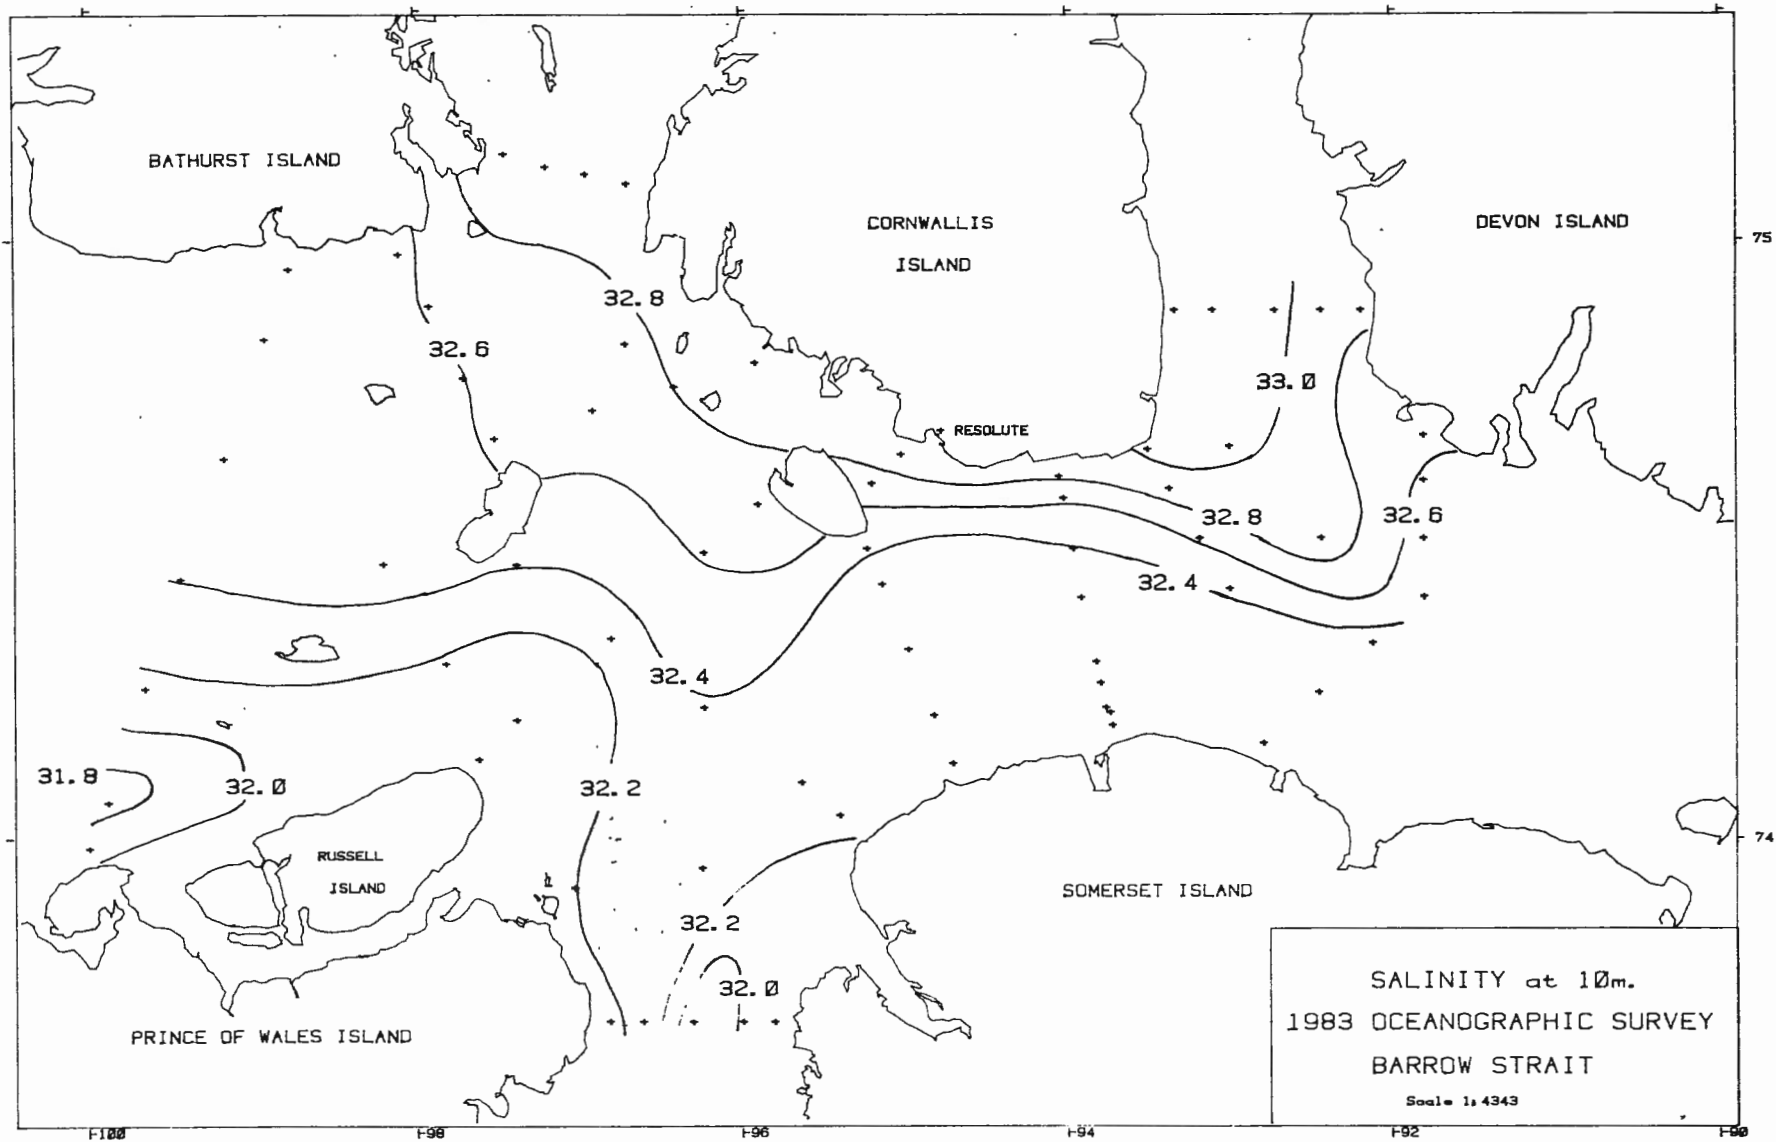 BATHURST ISLAND
CORNWALLIS
ISLAND
DEVON ISLAND
75
32.8
32.6
33.0
RESOLUTE
32.8
32.6
32.4
32.4
31.8
32.0
32.2
74
RUSSELL
ISLAND
SOMERSET ISLAND
32.2
32.0
PRINCE OF WALES ISLAND
SALINITY at 10m.
1983 OCEANOGRAPHIC SURVEY
BARROW STRAIT
Scale 1:4343
-100
-98
-96
-94
-92
-90